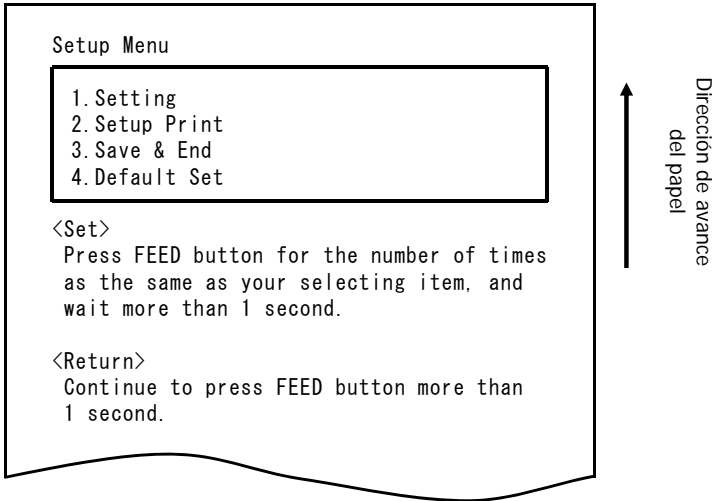 Setup Menu
1.Setting
2.Setup Print
3.Save & End
4.Default Set
<Set>
Press FEED button for the number of times
as the same as your selecting item, and
wait more than 1 second.
<Return>
Continue to press FEED button more than
1 second.
Dirección de avance
del papel